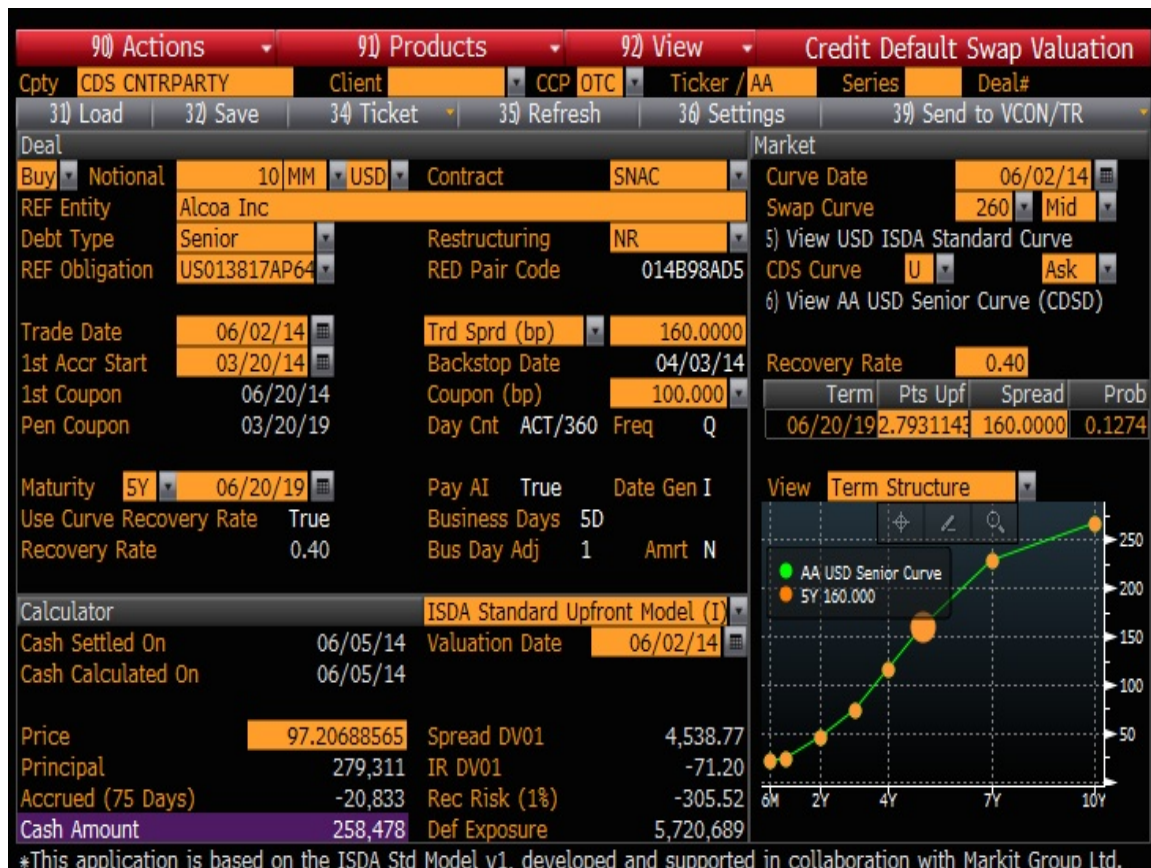 90) Actions 91) Products 92) View Credit Default Swap Valuation
Cpty CDS CNTRPARTY Client CCP OTC Ticker / AA Series Deal#
31) Load 32) Save 34) Ticket 35) Refresh 36) Settings 39) Send to VCON/TR
Deal Market
Buy Notional 10 MM USD Contract SNAC Curve Date 06/02/14
REF Entity Alcoa Inc Swap Curve 260 Mid
Debt Type Senior Restructuring NR 5) View USD ISDA Standard Curve
REF Obligation US013817AP64 RED Pair Code 014B98AD5 CDS Curve U Ask
6) View AA USD Senior Curve (CDSD)
Trade Date 06/02/14 Trd Sprd (bp) 160.0000
1st Accr Start 03/20/14 Backstop Date 04/03/14 Recovery Rate 0.40
1st Coupon 06/20/14 Coupon (bp) 100.000 Term Pts Upf Spread Prob
Pen Coupon 03/20/19 Day Cnt ACT/360 Freq Q 06/20/19 2.7931143 160.0000 0.1274
Maturity 5Y 06/20/19 Pay AI True Date Gen I View Term Structure
Use Curve Recovery Rate True Business Days 5D
Recovery Rate 0.40 Bus Day Adj 1 Amrt N
AA USD Senior Curve
5Y 160.000
250
200
150
100
50
6M 2Y 4Y 7Y 10Y
Calculator ISDA Standard Upfront Model (I)
Cash Settled On 06/05/14 Valuation Date 06/02/14
Cash Calculated On 06/05/14
Price 97.20688565 Spread DV01 4,538.77
Principal 279,311 IR DV01 -71.20
Accrued (75 Days) -20,833 Rec Risk (1%) -305.52
Cash Amount 258,478 Def Exposure 5,720,689
*This application is based on the ISDA Std Model v1, developed and supported in collaboration with Markit Group Ltd.